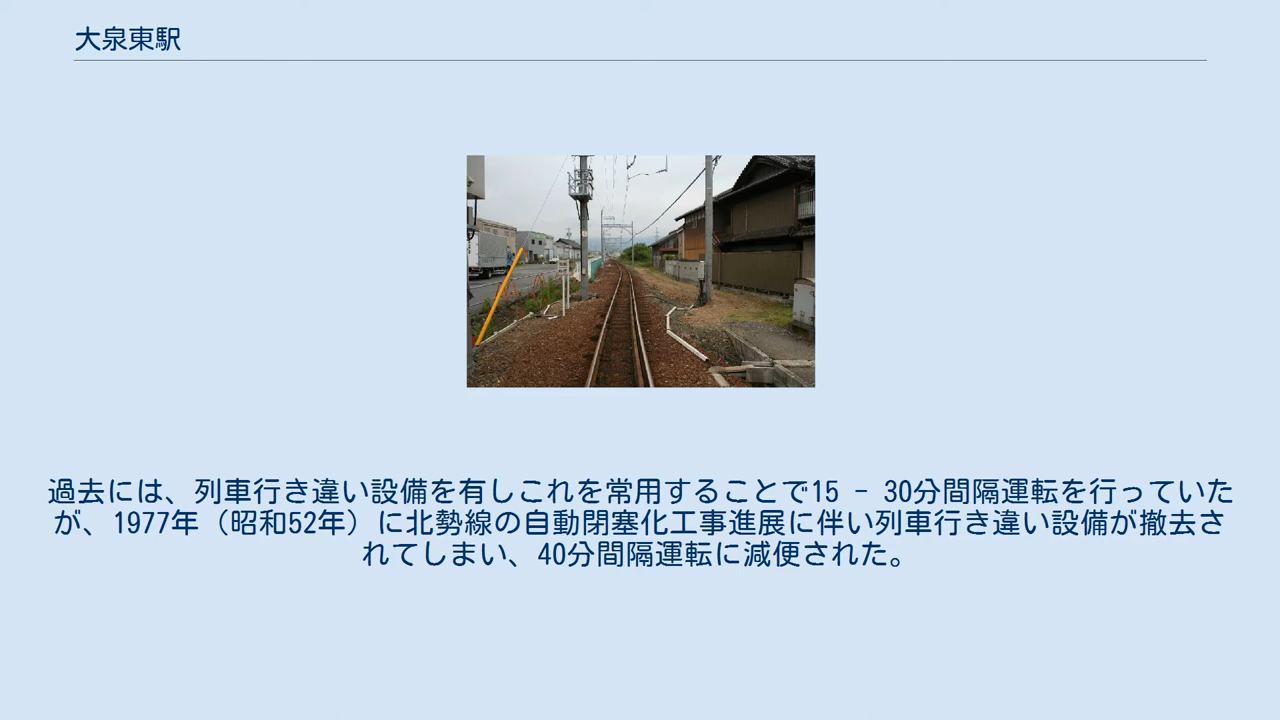 大泉東駅
過去には、列車行き違い設備を有しこれを常用することで15 - 30分間隔運転を行っていた
が、1977年（昭和52年）に北勢線の自動閉塞化工事進展に伴い列車行き違い設備が撤去さ
れてしまい、40分間隔運転に減便された。